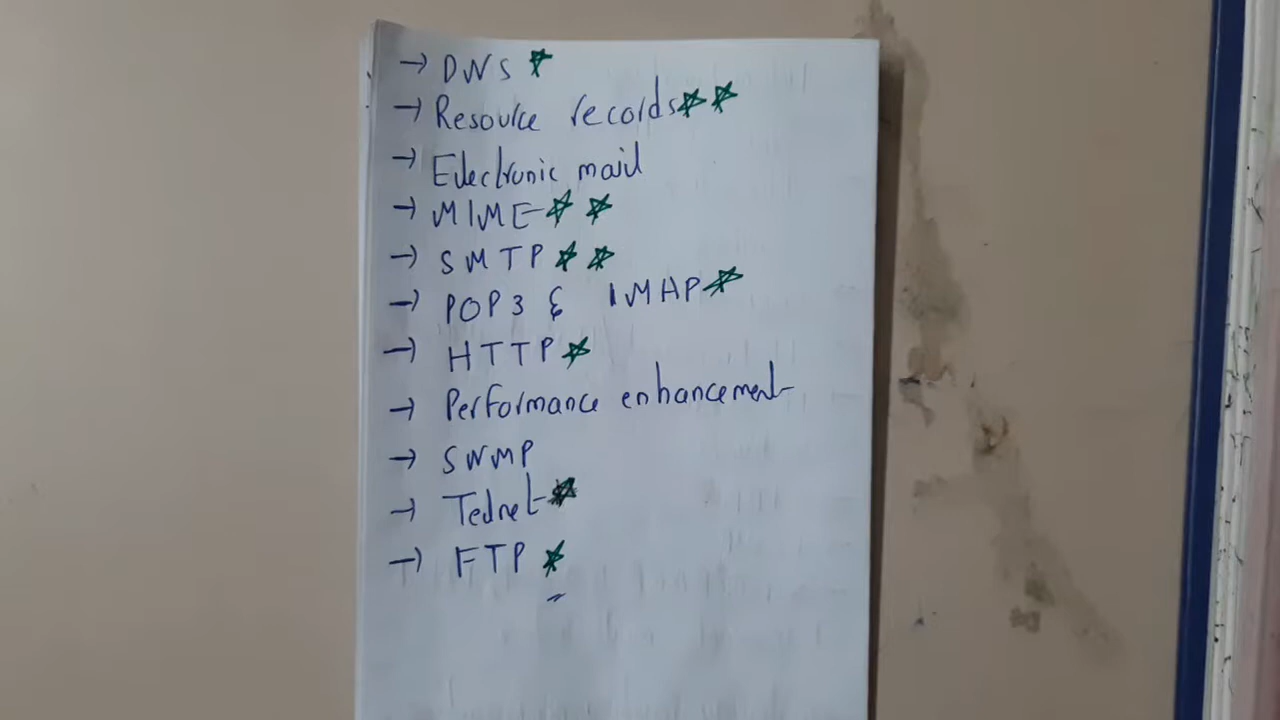 → DNS ☆
→ Resource records ☆ ☆
→ Electronic mail
→ MIME ☆ ☆
→ SMTP ☆ ☆
→ POP3 & IMAP ☆
→ HTTP ☆
→ Performance enhancement
→ SNMP
→ Telnet ☆
→ FTP ☆